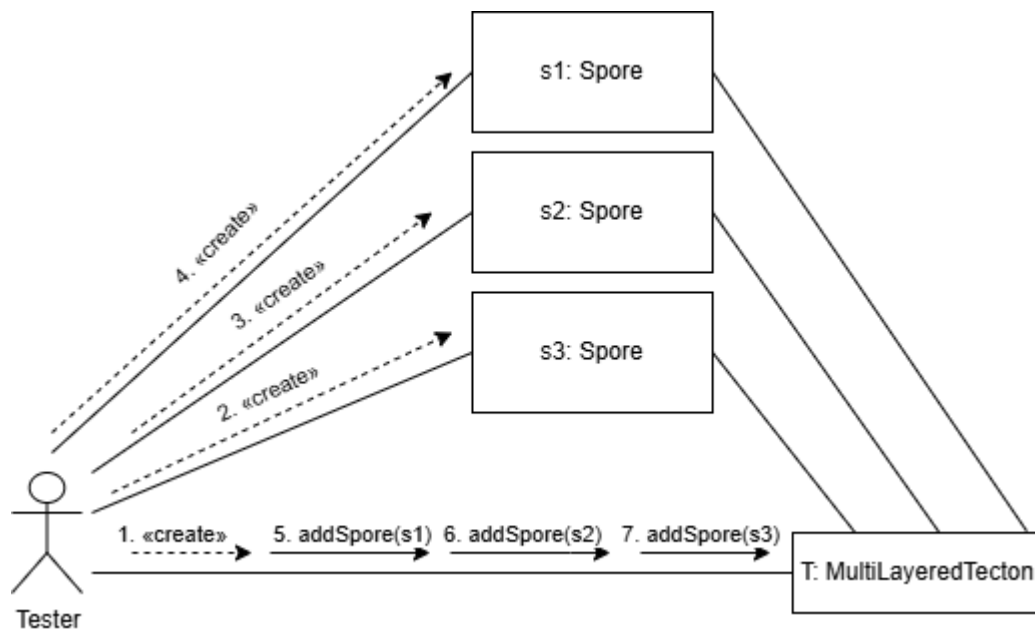 s1: Spore
4. «create»
s2: Spore
3. «create»
s3: Spore
2. «create»
1. «create»
5. addSpore(s1)
6. addSpore(s2)
7. addSpore(s3)
T: MultiLayeredTecton
Tester